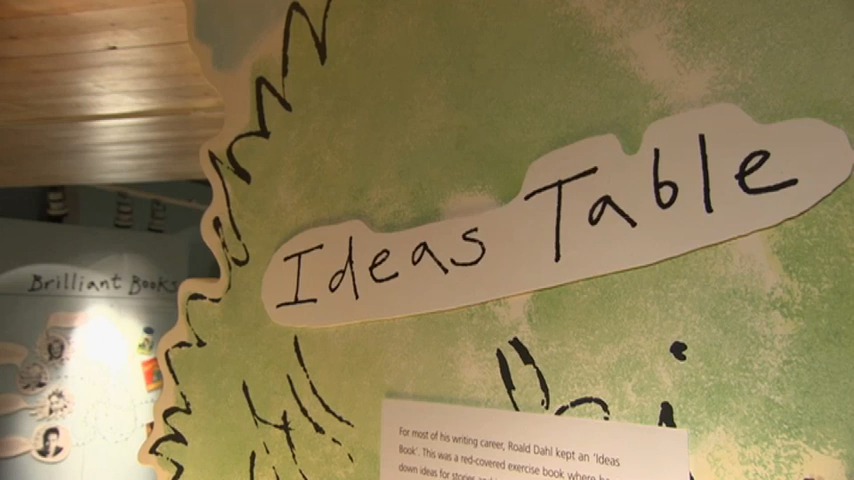 Ideas Table
Brilliant Books
For most of his writing career, Roald Dahl kept an 'Ideas
Book'. This was a red-covered exercise book where he
down ideas for stories and